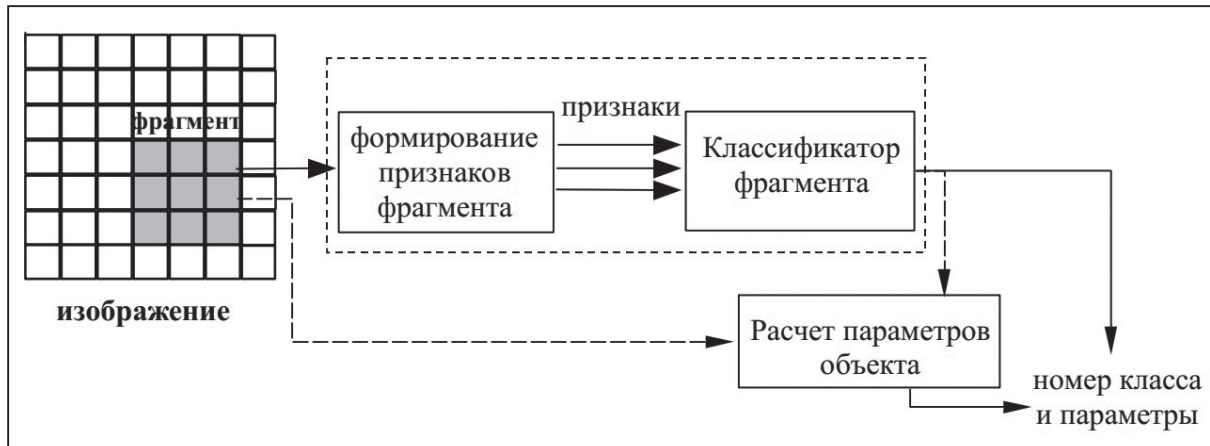 фрагмент
изображение
формирование
признаков
фрагмента
признаки
Классификатор
фрагмента
Расчет параметров
объекта
номер класса
и параметры